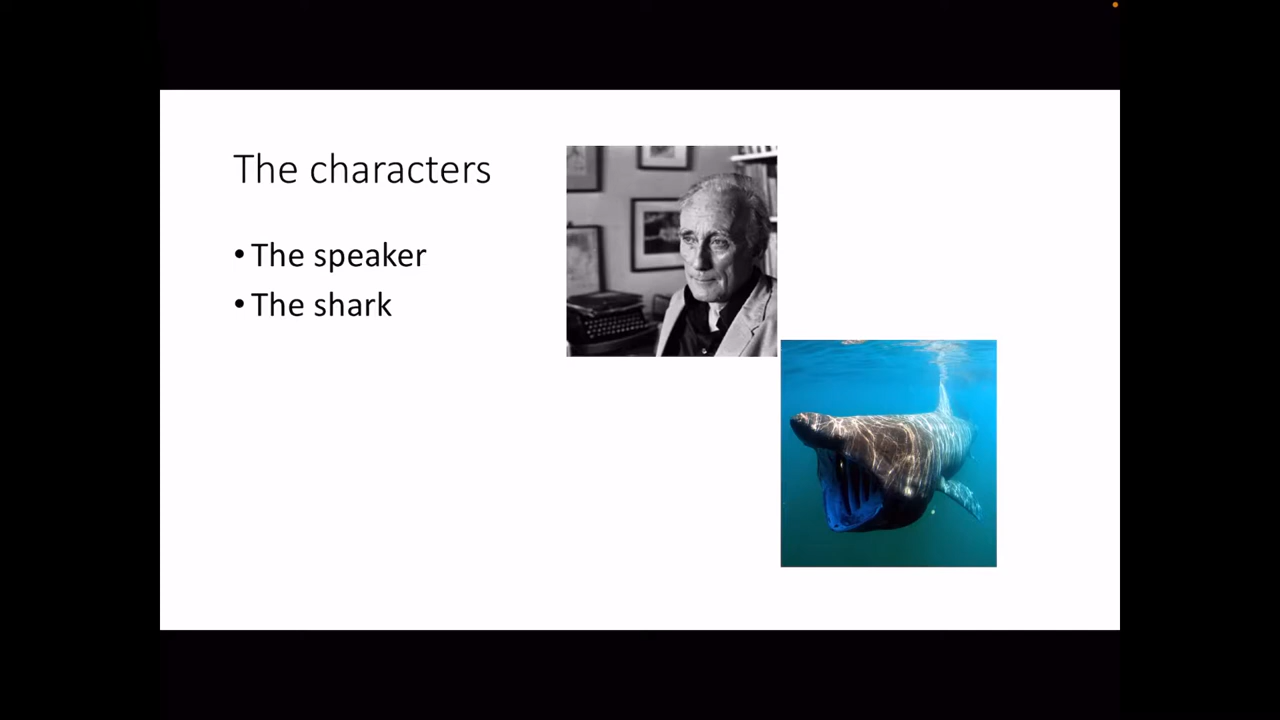 The characters
• The speaker
• The shark